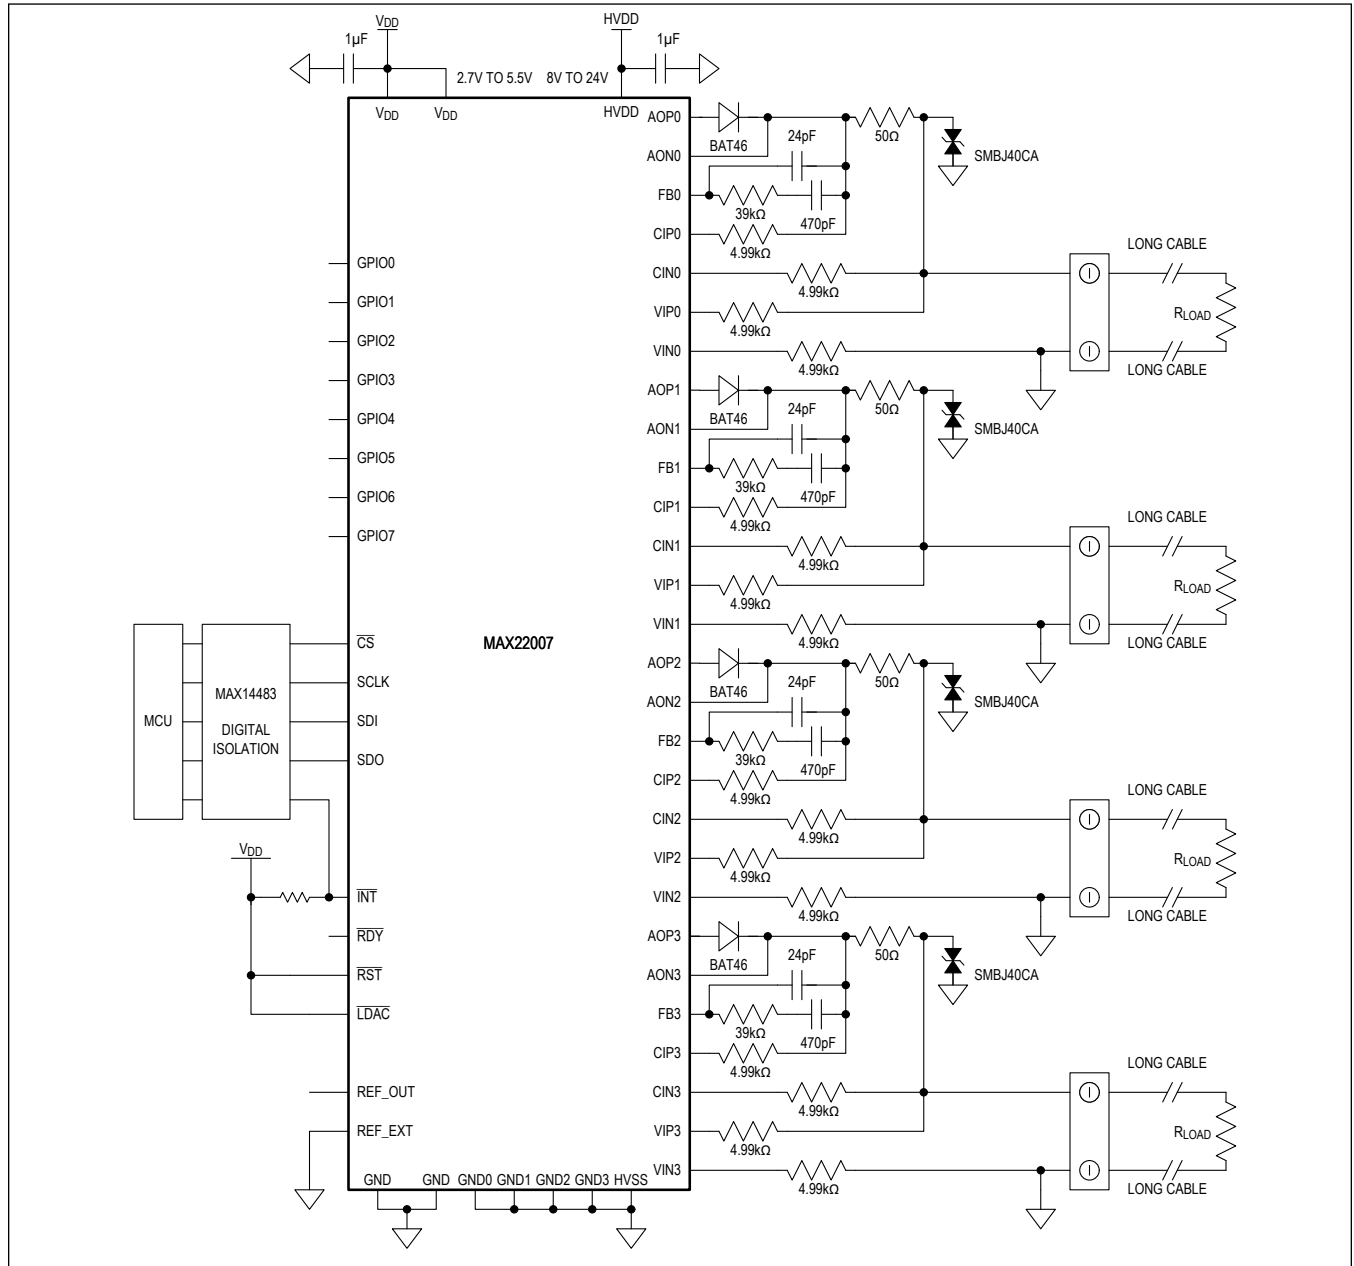 VDD
HVDD
1µF
1µF
2.7V TO 5.5V
8V TO 24V
VDD
VDD
HVDD
AOP0
BAT46
50Ω
SMBJ40CA
AON0
24pF
FB0
39kΩ
470pF
CIP0
4.99kΩ
CIN0
4.99kΩ
VIP0
4.99kΩ
VIN0
4.99kΩ
LONG CABLE
RLOAD
LONG CABLE
AOP1
BAT46
50Ω
SMBJ40CA
AON1
24pF
FB1
39kΩ
470pF
CIP1
4.99kΩ
CIN1
4.99kΩ
VIP1
4.99kΩ
VIN1
4.99kΩ
LONG CABLE
RLOAD
LONG CABLE
AOP2
BAT46
50Ω
SMBJ40CA
AON2
24pF
FB2
39kΩ
470pF
CIP2
4.99kΩ
CIN2
4.99kΩ
VIP2
4.99kΩ
VIN2
4.99kΩ
LONG CABLE
RLOAD
LONG CABLE
AOP3
BAT46
50Ω
SMBJ40CA
AON3
24pF
FB3
39kΩ
470pF
CIP3
4.99kΩ
CIN3
4.99kΩ
VIP3
4.99kΩ
VIN3
4.99kΩ
LONG CABLE
RLOAD
LONG CABLE
GPIO0
GPIO1
GPIO2
GPIO3
GPIO4
GPIO5
GPIO6
GPIO7
MAX22007
MCU
MAX14483
DIGITAL
ISOLATION
CS
SCLK
SDI
SDO
VDD
INT
RDY
RST
LDAC
REF_OUT
REF_EXT
GND
GND
GND0
GND1
GND2
GND3
HVSS